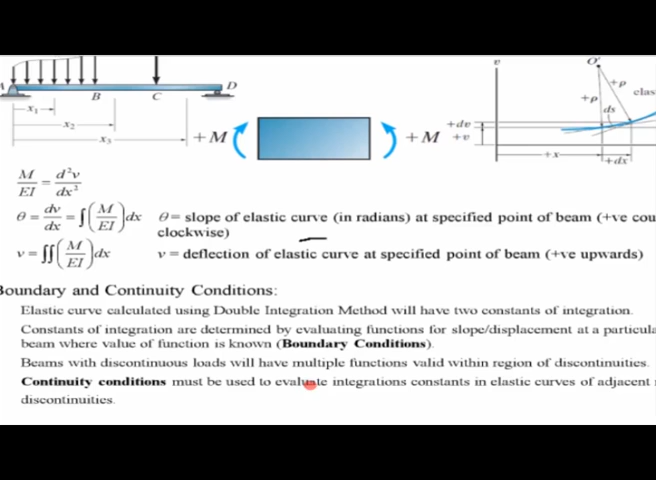 A B C D
x₁
x₂
x₃
+M +M
v
O'
+ρ +ρ
ds
+dv
+v
+x
+dx
M/EI = d²v/dx²
θ = dv/dx = ∫(M/EI)dx θ= slope of elastic curve (in radians) at specified point of beam (+ve cou
clockwise)
v = ∫∫(M/EI)dx v = deflection of elastic curve at specified point of beam (+ve upwards)
Boundary and Continuity Conditions:
Elastic curve calculated using Double Integration Method will have two constants of integration.
Constants of integration are determined by evaluating functions for slope/displacement at a particula
beam where value of function is known (Boundary Conditions).
Beams with discontinuous loads will have multiple functions valid within region of discontinuities.
Continuity conditions must be used to evaluate integrations constants in elastic curves of adjacent
discontinuities.